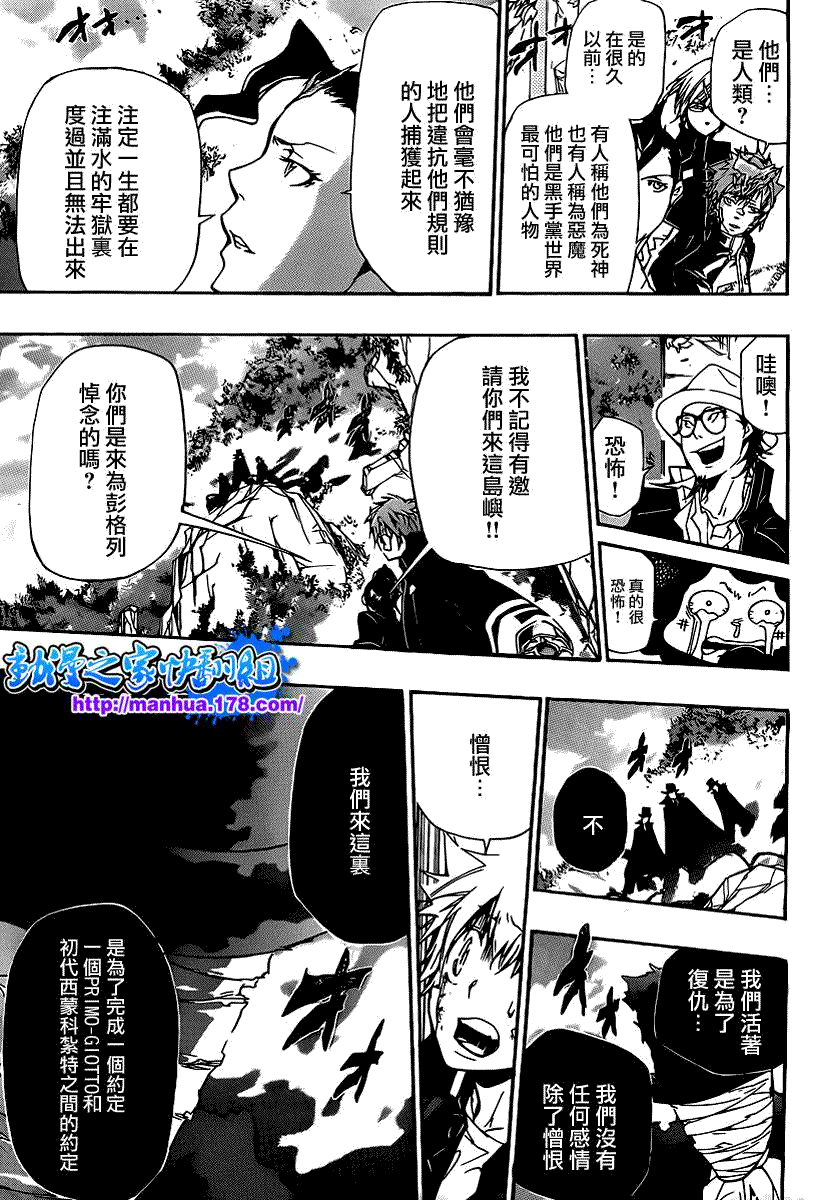 他們…
是人類?
是的
在很久
以前…
有人稱他們為死神
也有人稱為惡魔
他們是黑手黨世界
最可怕的人物
他們會毫不猶豫
地把違抗他們規則
的人捕獲起來
注定一生都要在
注滿水的牢獄裏
度過並且無法出來
哇噢!
恐怖!
真的很
恐怖!
我不記得有邀
請你們來這島嶼!!
你們是來為彭格列
悼念的嗎?
動漫之家快翻組
http://manhua.178.com/
不
我們活著
是為了
復仇…
我們沒有
任何感情
除了憎恨
憎恨…
我們來這裏
是為了完成一個約定
一個PRIMO-GIOTTO和
初代西蒙科紮特之間的約定